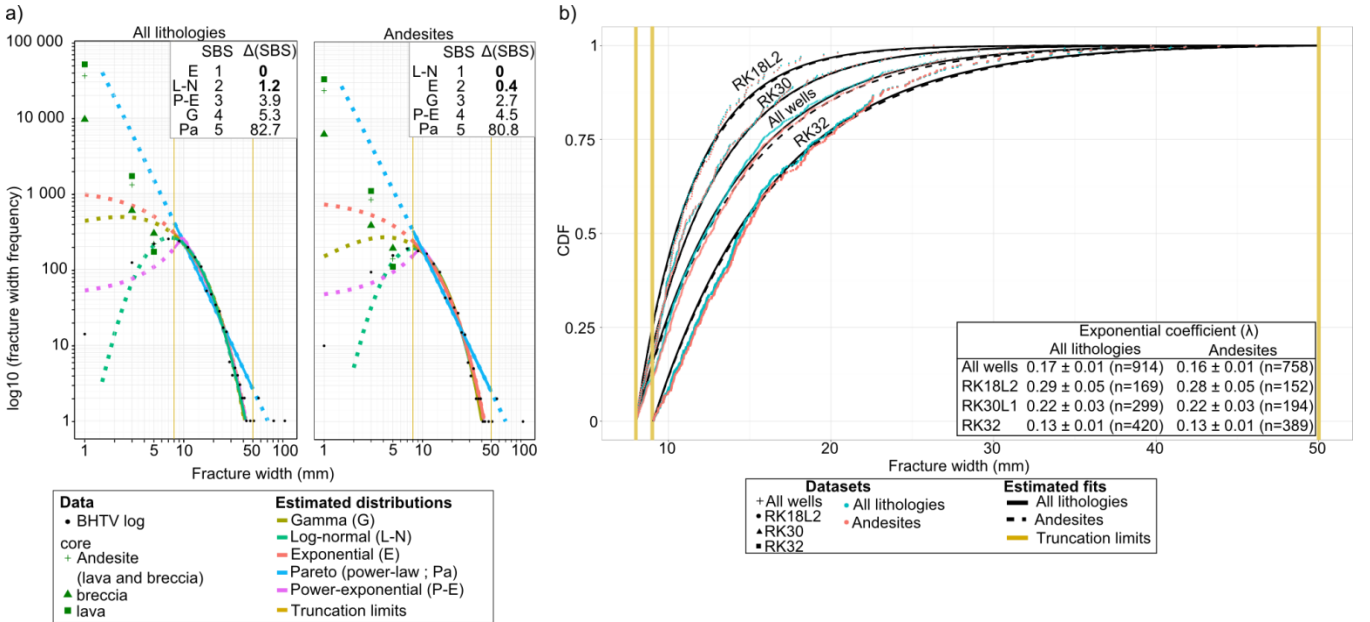 a)
All lithologies
SBS Δ(SBS)
E 1 0
L-N 2 1.2
P-E 3 3.9
G 4 5.3
Pa 5 82.7
Andesites
SBS Δ(SBS)
L-N 1 0
E 2 0.4
G 3 2.7
P-E 4 4.5
Pa 5 80.8
log10 (fracture width frequency)
100 000
10 000
1 000
100
10
1
1 5 10 50 100
1 5 10 50 100
Fracture width (mm)
Data
BHTV log
core
Andesite
(lava and breccia)
breccia
lava
Estimated distributions
Gamma (G)
Log-normal (L-N)
Exponential (E)
Pareto (power-law ; Pa)
Power-exponential (P-E)
Truncation limits
b)
CDF
1
0.75
0.5
0.25
0
RK18L2
RK30
All wells
RK32
Exponential coefficient (λ)
All lithologies Andesites
All wells 0.17 ± 0.01 (n=914) 0.16 ± 0.01 (n=758)
RK18L2 0.29 ± 0.05 (n=169) 0.28 ± 0.05 (n=152)
RK30L1 0.22 ± 0.03 (n=299) 0.22 ± 0.03 (n=194)
RK32 0.13 ± 0.01 (n=420) 0.13 ± 0.01 (n=389)
10 20 30 40 50
Fracture width (mm)
Datasets
All wells
RK18L2
RK30
RK32
All lithologies
Andesites
Estimated fits
All lithologies
Andesites
Truncation limits